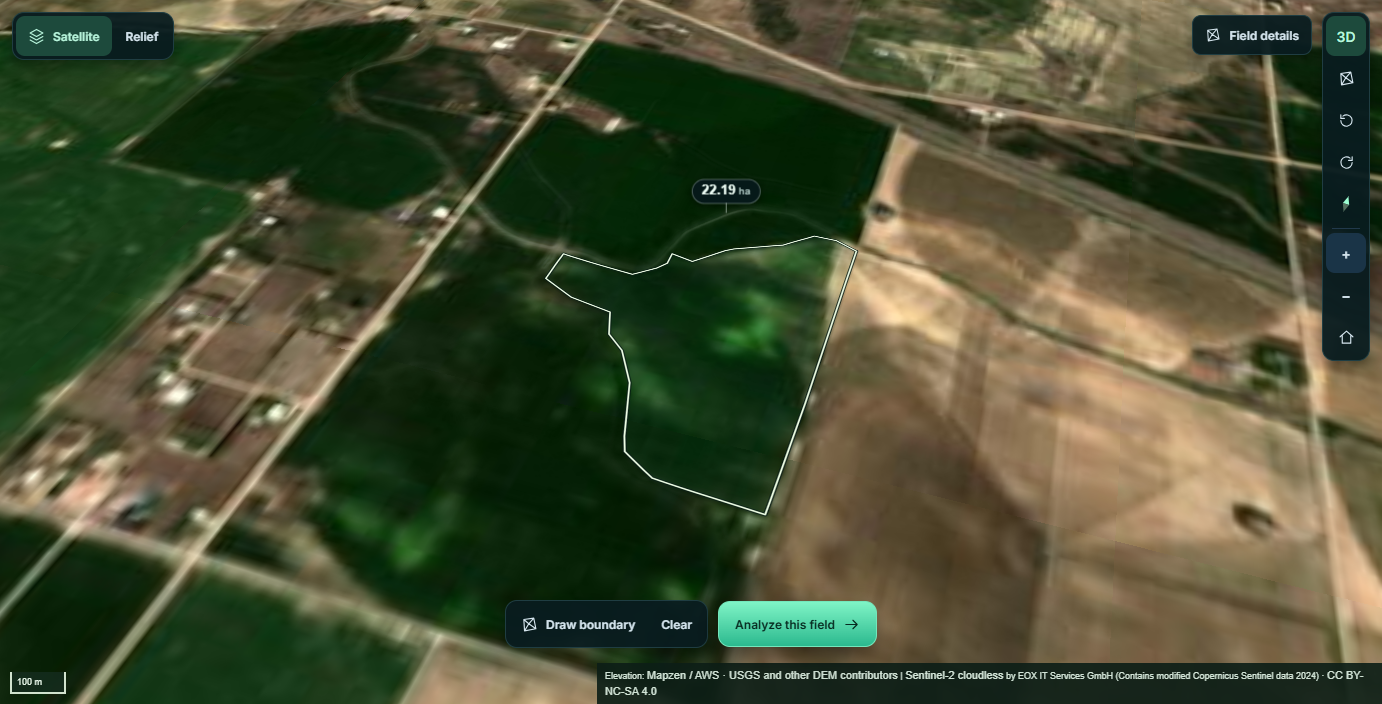 Satellite
Relief
Field details
3D
22.19 ha
+
−
Draw boundary
Clear
Analyze this field →
100 m
Elevation: Mapzen / AWS · USGS and other DEM contributors | Sentinel-2 cloudless by EOX IT Services GmbH (Contains modified Copernicus Sentinel data 2024) · CC BY-
NC-SA 4.0